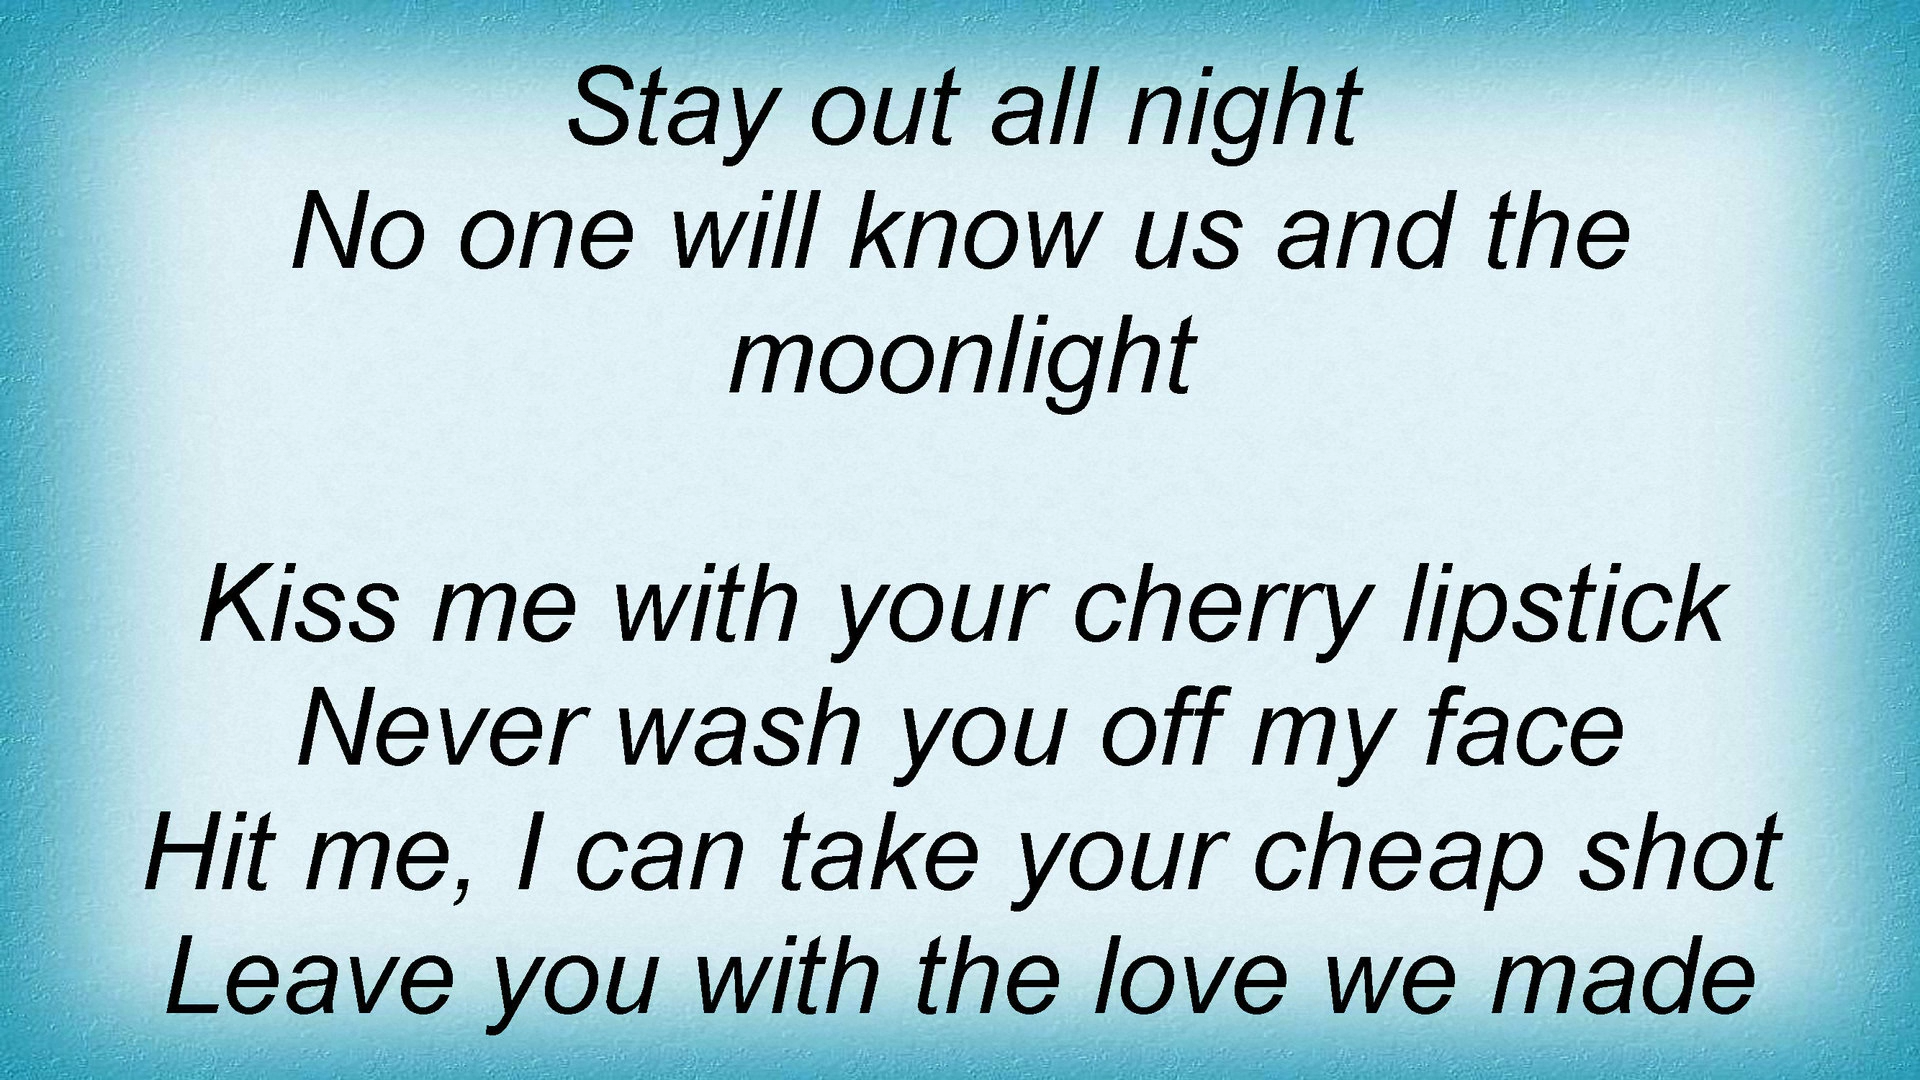 Stay out all night
No one will know us and the
moonlight
Kiss me with your cherry lipstick
Never wash you off my face
Hit me, I can take your cheap shot
Leave you with the love we made